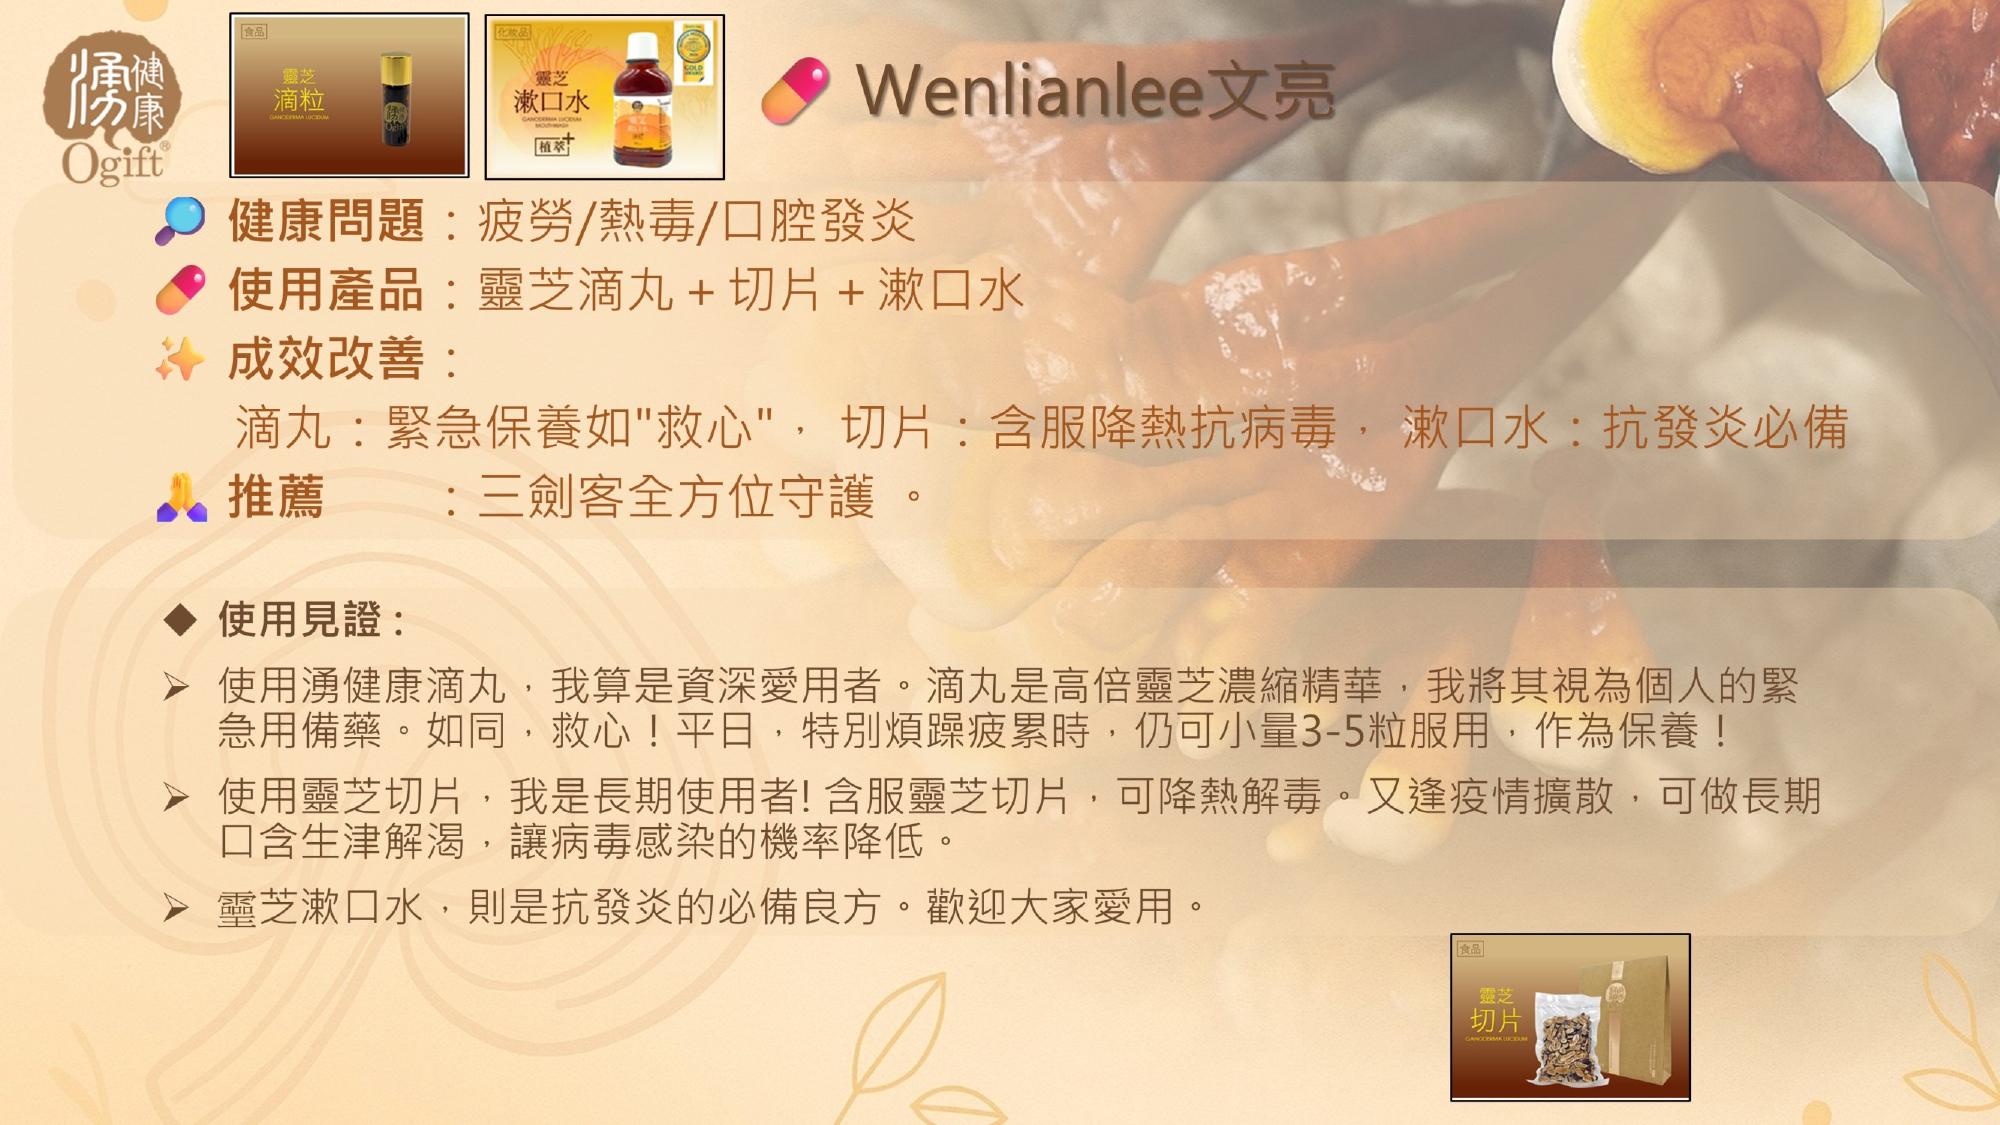 湧健康
Ogift®
食品
靈芝
滴粒
GANODERMA LUCIDUM
化妝品
靈芝
漱口水
GANODERMA LUCIDUM
MOUTHWASH
植萃+
GOLD
Wenlianlee文亮
健康問題：疲勞/熱毒/口腔發炎
使用產品：靈芝滴丸+切片+漱口水
成效改善：
滴丸：緊急保養如"救心"， 切片：含服降熱抗病毒， 漱口水：抗發炎必備
推薦 ：三劍客全方位守護 。
◆ 使用見證：
➢ 使用湧健康滴丸，我算是資深愛用者。滴丸是高倍靈芝濃縮精華，我將其視為個人的緊
急用備藥。如同，救心！平日，特別煩躁疲累時，仍可小量3-5粒服用，作為保養！
➢ 使用靈芝切片，我是長期使用者! 含服靈芝切片，可降熱解毒。又逢疫情擴散，可做長期
口含生津解渴，讓病毒感染的機率降低。
➢ 靈芝漱口水，則是抗發炎的必備良方。歡迎大家愛用。
食品
靈芝
切片
GANODERMA LUCIDUM